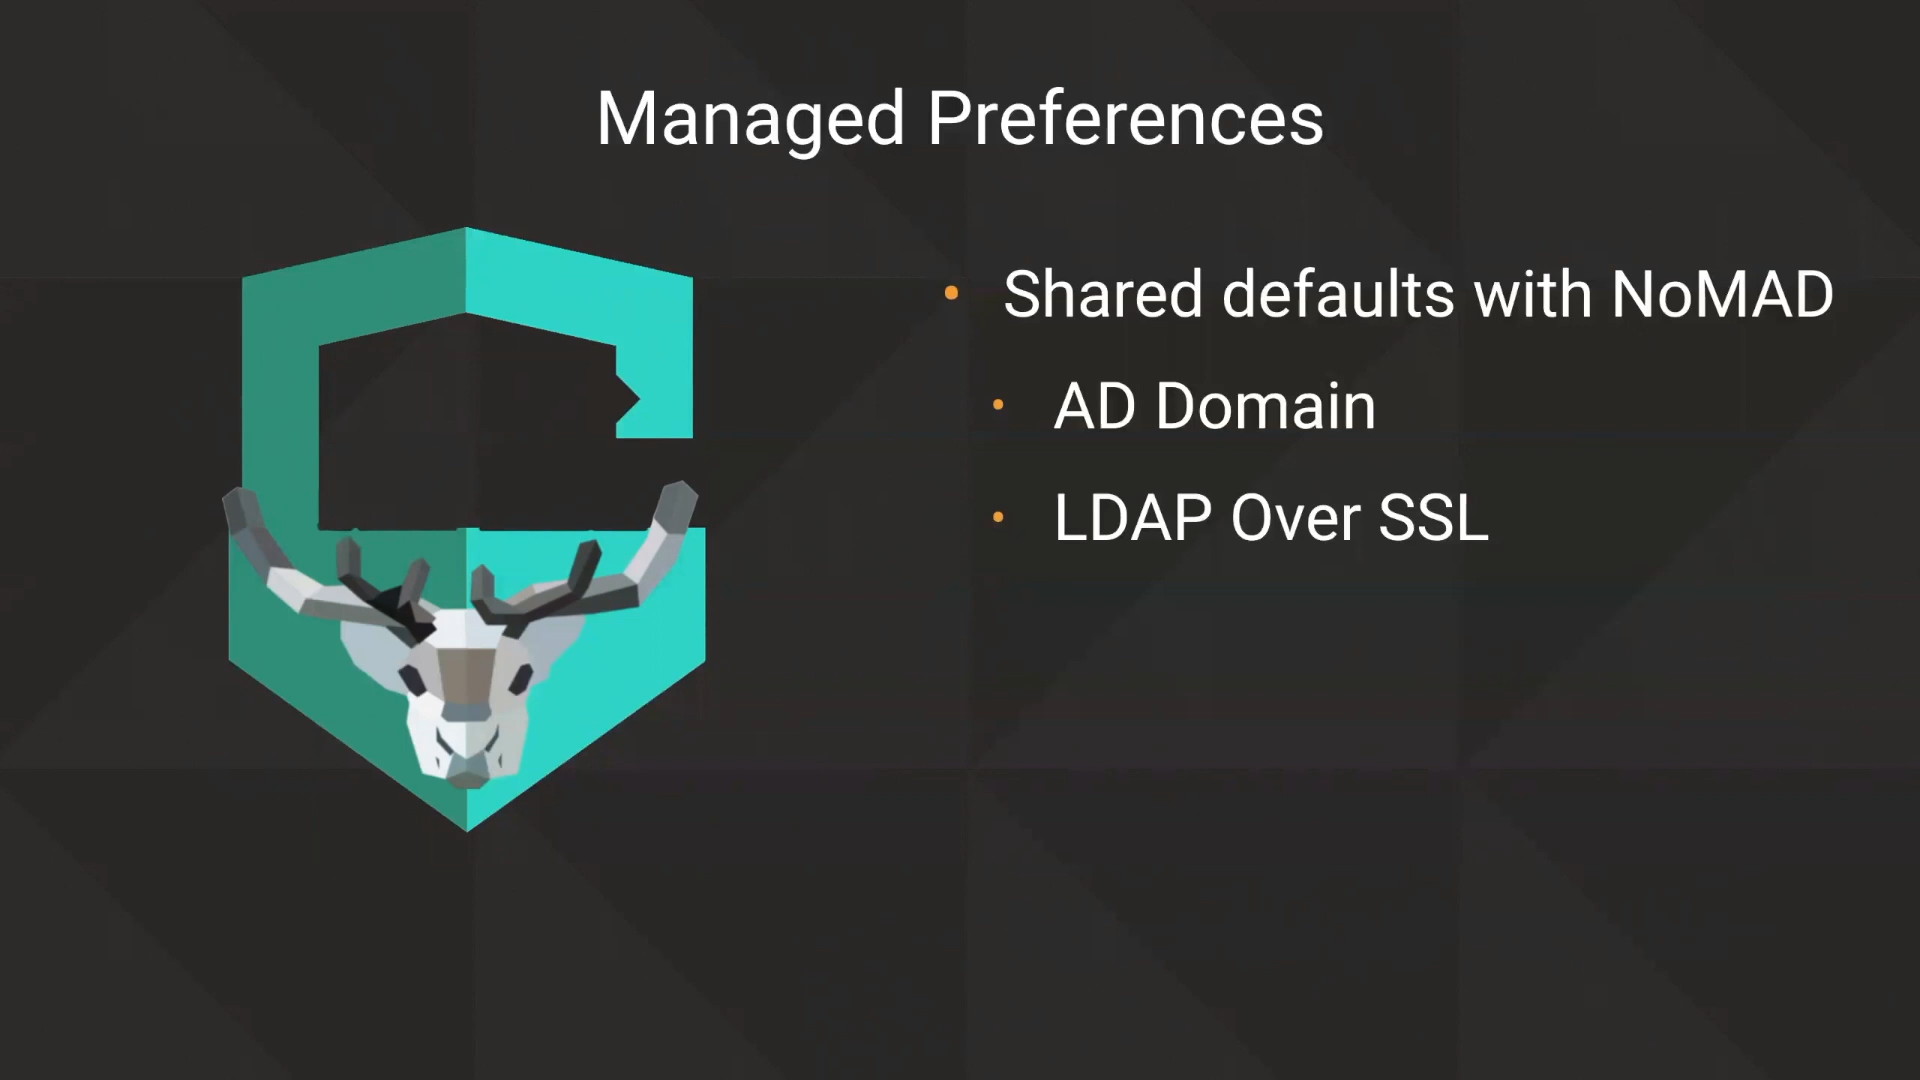 Managed Preferences
Shared defaults with NoMAD
AD Domain
LDAP Over SSL